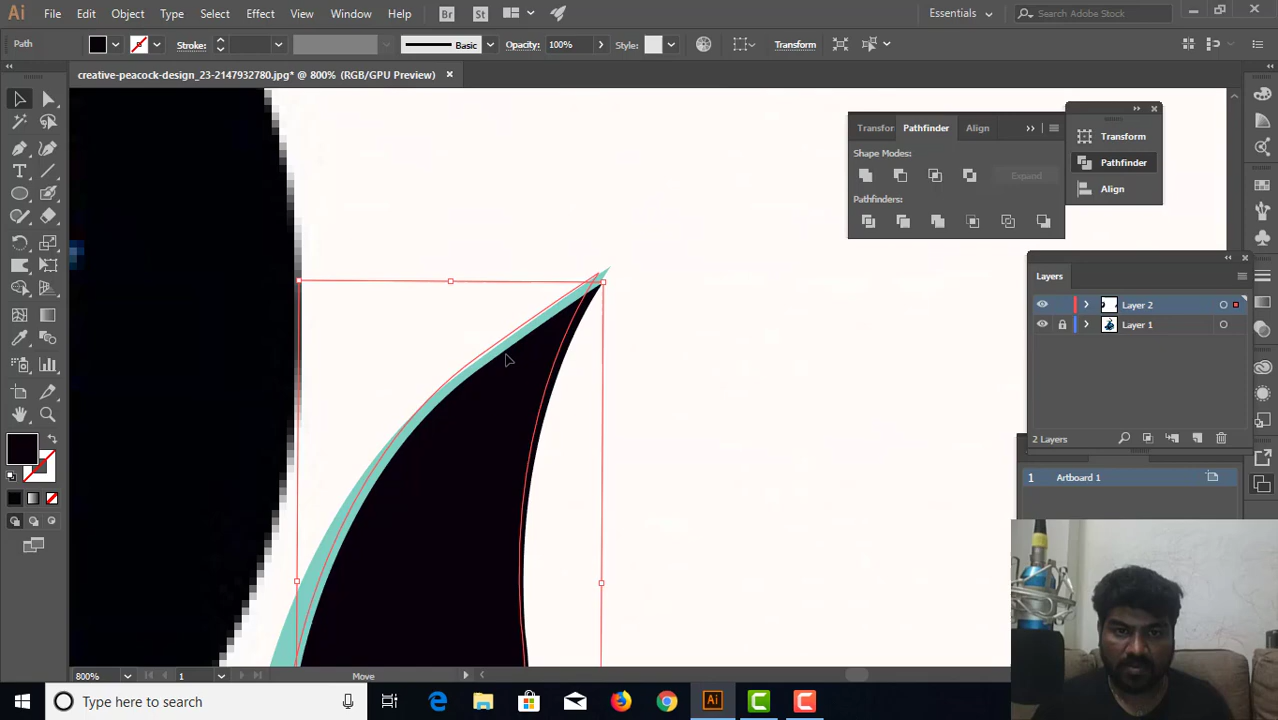 Ai File Edit Object Type Select Effect View Window Help Br St Essentials Search Adobe Stock
Path Stroke: Basic Opacity: 100% Style: Transform
creative-peacock-design_23-2147932780.jpg* @ 800% (RGB/GPU Preview)
Transfor Pathfinder Align
Shape Modes:
Expand
Pathfinders:
Transform
Pathfinder
Align
Layers
Layer 2
Layer 1
2 Layers
1 Artboard 1
800% 1 Move
Type here to search
Ai